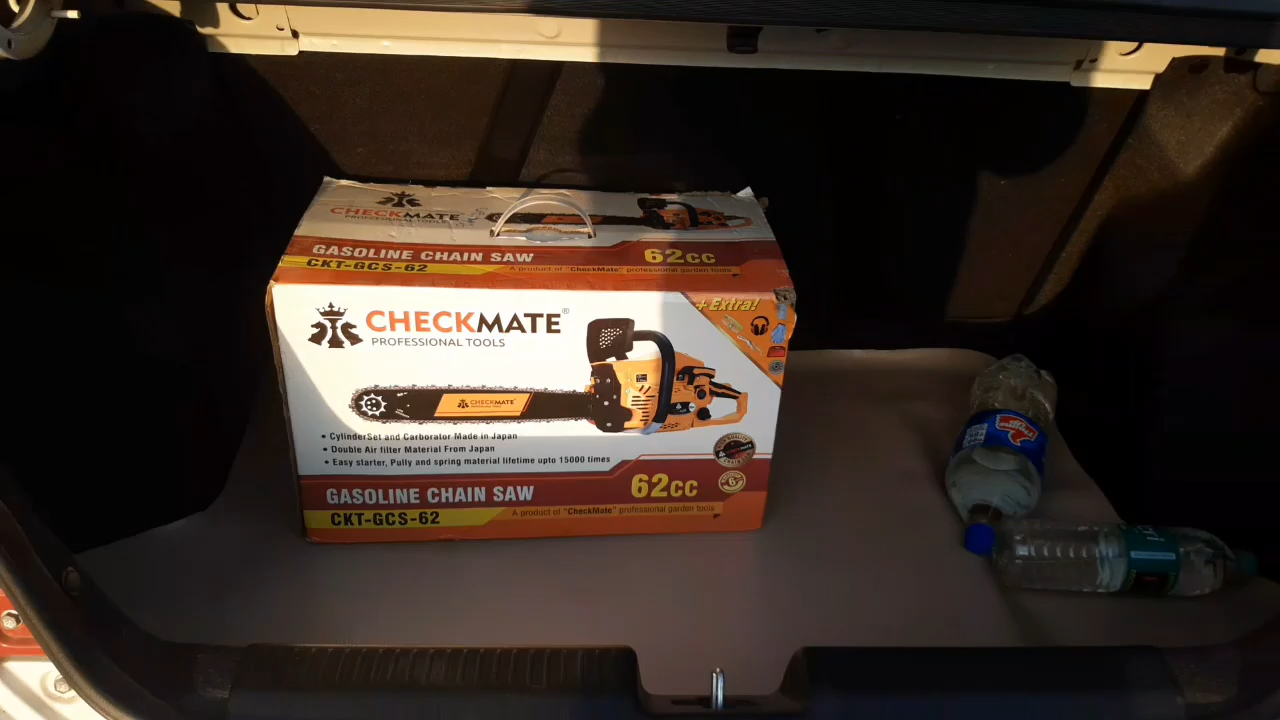 CHECKMATE
PROFESSIONAL TOOLS
GASOLINE CHAIN SAW
62cc
CKT-GCS-62
A product of "CheckMate" professional garden tools
+ Extra!
CHECKMATE®
PROFESSIONAL TOOLS
CHECKMATE
• CylinderSet and Carborator Made in Japan
• Double Air filter Material From Japan
• Easy starter, Pully and spring material lifetime upto 15000 times
GASOLINE CHAIN SAW
62cc
CKT-GCS-62
A product of "CheckMate" professional garden tools